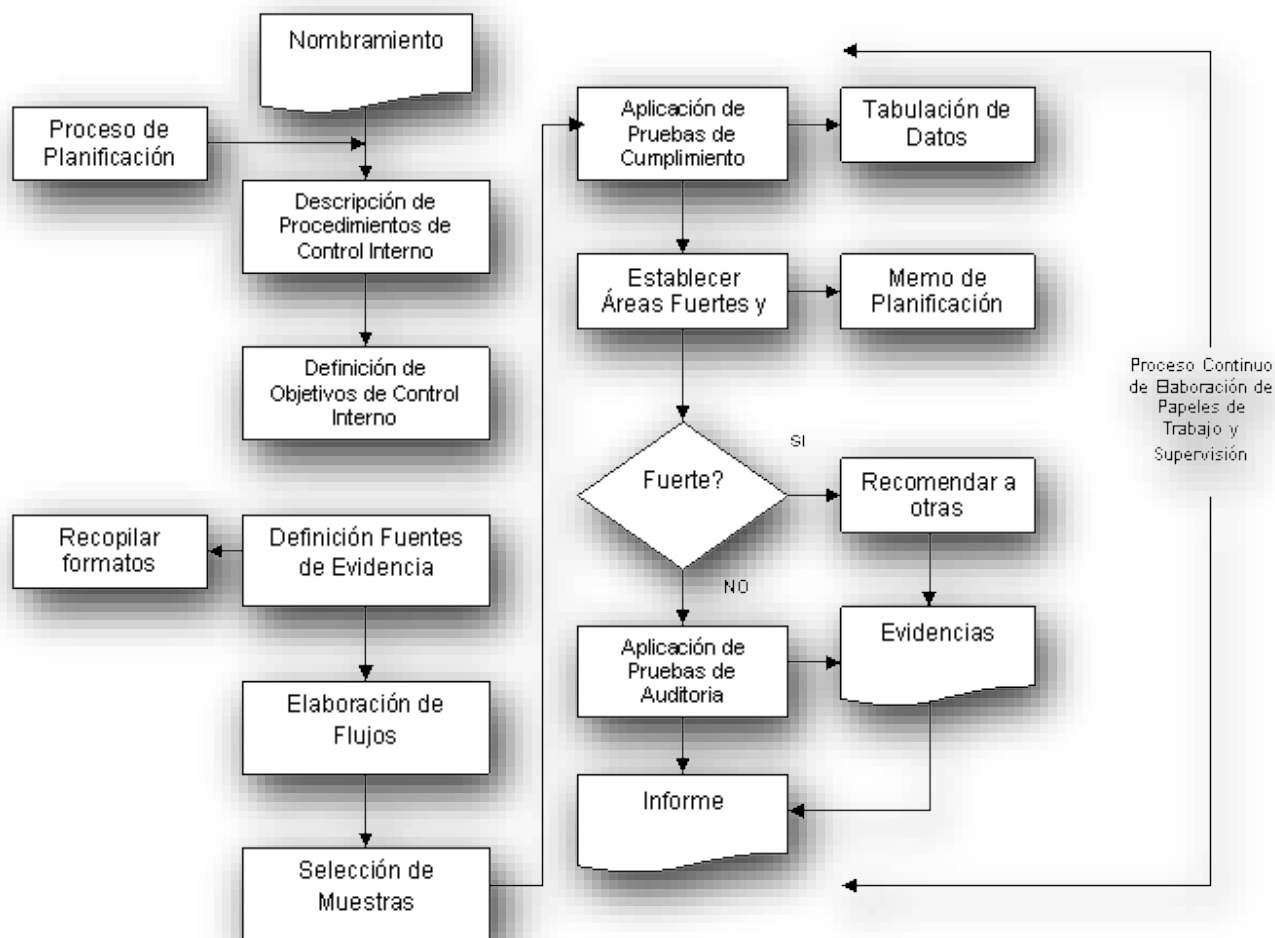 Nombramiento
Proceso de
Planificación
Descripción de
Procedimientos de
Control Interno
Definición de
Objetivos de Control
Interno
Recopilar
formatos
Definición Fuentes
de Evidencia
Elaboración de
Flujos
Selección de
Muestras
Aplicación de
Pruebas de
Cumplimiento
Tabulación de
Datos
Establecer
Áreas Fuertes y
Memo de
Planificación
Fuerte?
SI
Recomendar a
otras
NO
Aplicación de
Pruebas de
Auditoria
Evidencias
Informe
Proceso Continuo
de Elaboración de
Papeles de
Trabajo y
Supervisión